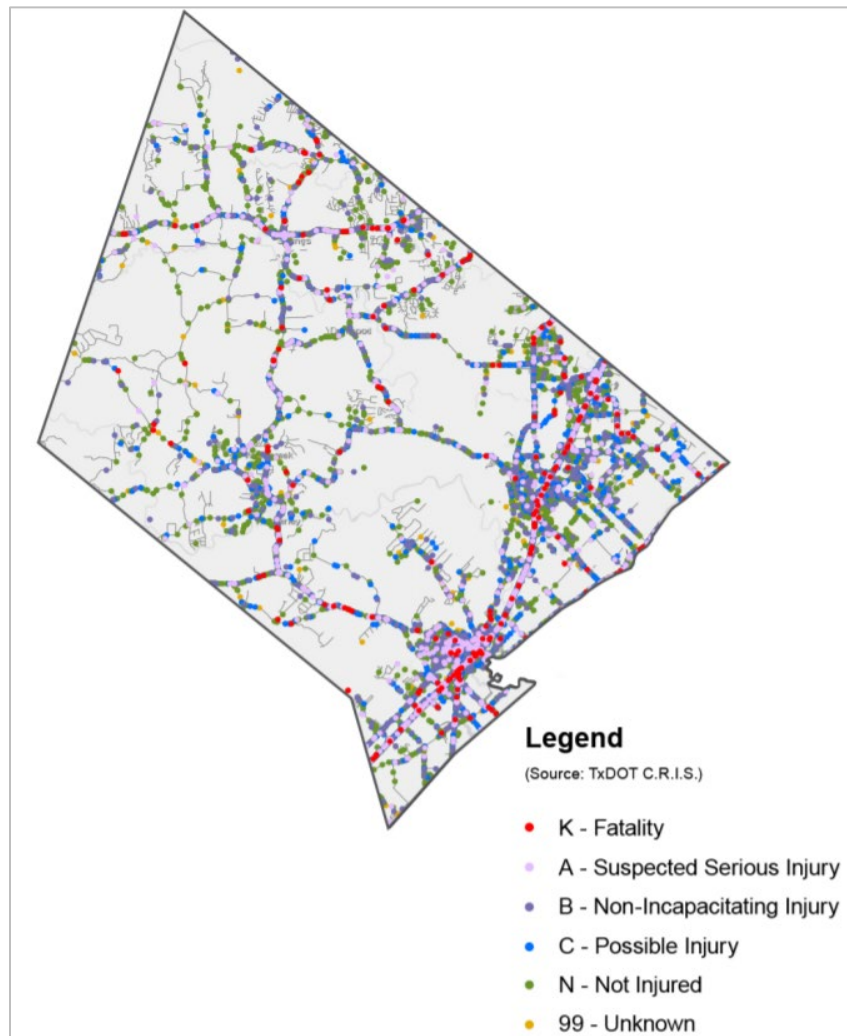 Legend
(Source: TxDOT C.R.I.S.)
K - Fatality
A - Suspected Serious Injury
B - Non-Incapacitating Injury
C - Possible Injury
N - Not Injured
99 - Unknown